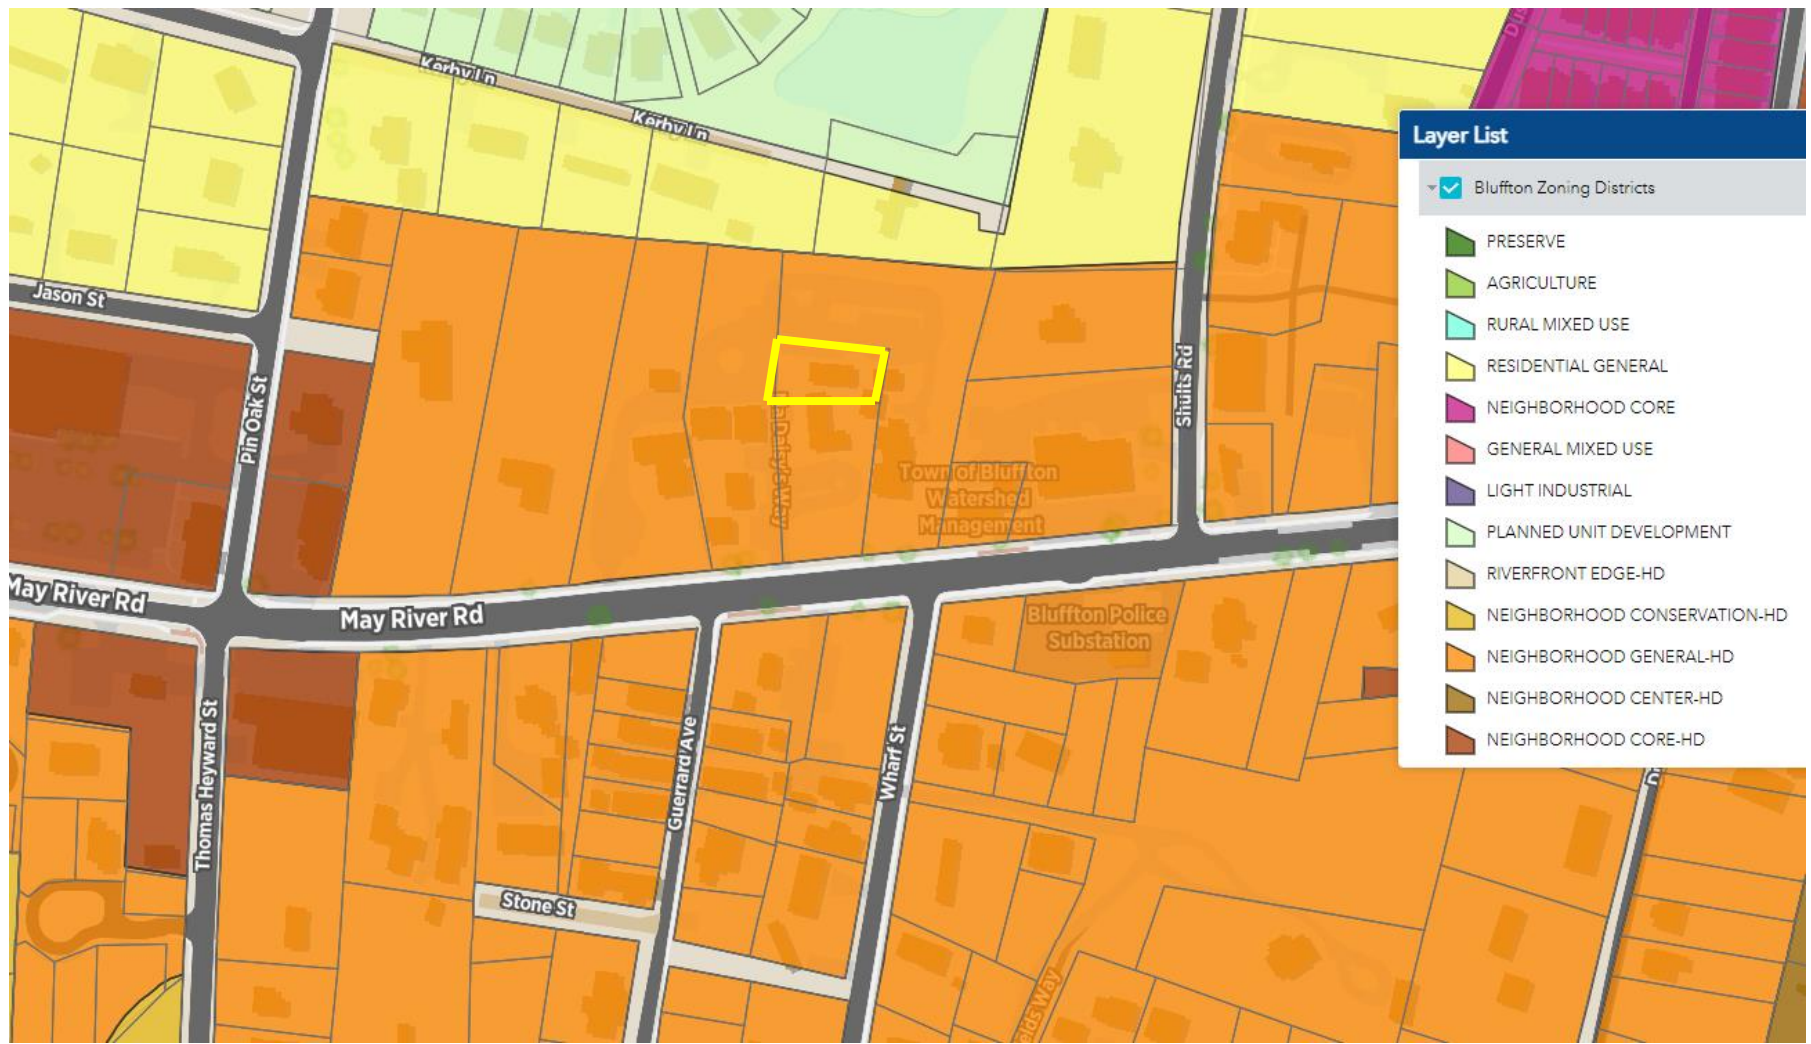 Kerby Ln
Kerby Ln
Jason St
Pin Oak St
Shults Rd
Town of Bluffton
Watershed
Management
May River Rd
May River Rd
Bluffton Police
Substation
Thomas Heyward St
Guerrard Ave
Wharf St
Stone St
Layer List
Bluffton Zoning Districts
PRESERVE
AGRICULTURE
RURAL MIXED USE
RESIDENTIAL GENERAL
NEIGHBORHOOD CORE
GENERAL MIXED USE
LIGHT INDUSTRIAL
PLANNED UNIT DEVELOPMENT
RIVERFRONT EDGE-HD
NEIGHBORHOOD CONSERVATION-HD
NEIGHBORHOOD GENERAL-HD
NEIGHBORHOOD CENTER-HD
NEIGHBORHOOD CORE-HD